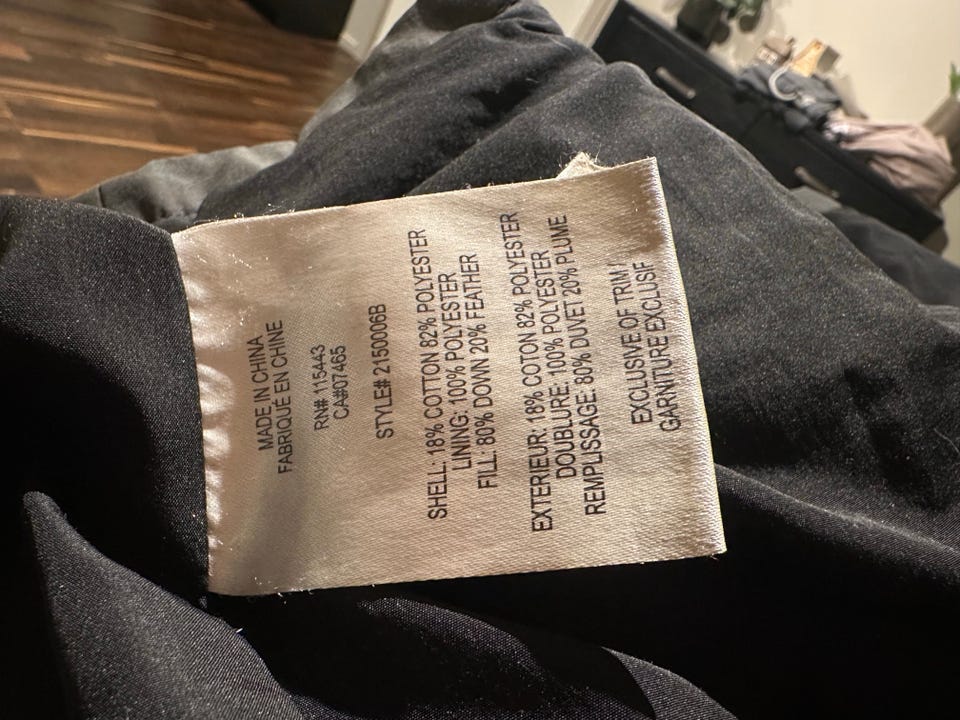 MADE IN CHINA
FABRIQUÉ EN CHINE
RN# 115443
CA#07465
STYLE# 2150006B
SHELL: 18% COTTON 82% POLYESTER
LINING: 100% POLYESTER
FILL: 80% DOWN 20% FEATHER
EXTERIEUR: 18% COTON 82% POLYESTER
DOUBLURE: 100% POLYESTER
REMPLISSAGE: 80% DUVET 20% PLUME
EXCLUSIVE OF TRIM /
GARNITURE EXCLUSIF